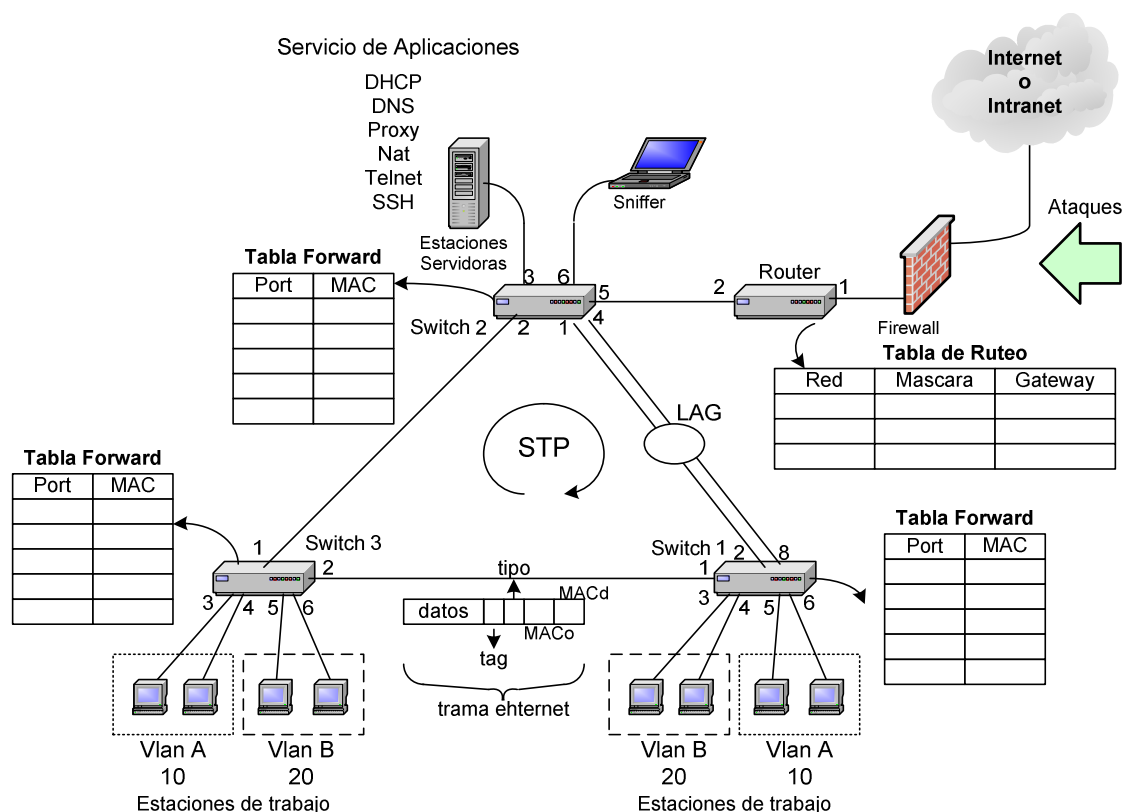 Servicio de Aplicaciones
DHCP
DNS
Proxy
Nat
Telnet
SSH
Estaciones
Servidoras
Sniffer
Internet
o
Intranet
Ataques
Firewall
Router
2
1
Tabla de Ruteo
Red Mascara Gateway
Tabla Forward
Port MAC
Switch 2
3
6
5
2
1
4
LAG
STP
Tabla Forward
Port MAC
Switch 3
1
2
3
4
5
6
Switch 1
2
8
1
3
4
5
6
Tabla Forward
Port MAC
tipo
MACd
datos
MACo
tag
trama ehternet
Vlan A
10
Vlan B
20
Estaciones de trabajo
Vlan B
20
Vlan A
10
Estaciones de trabajo